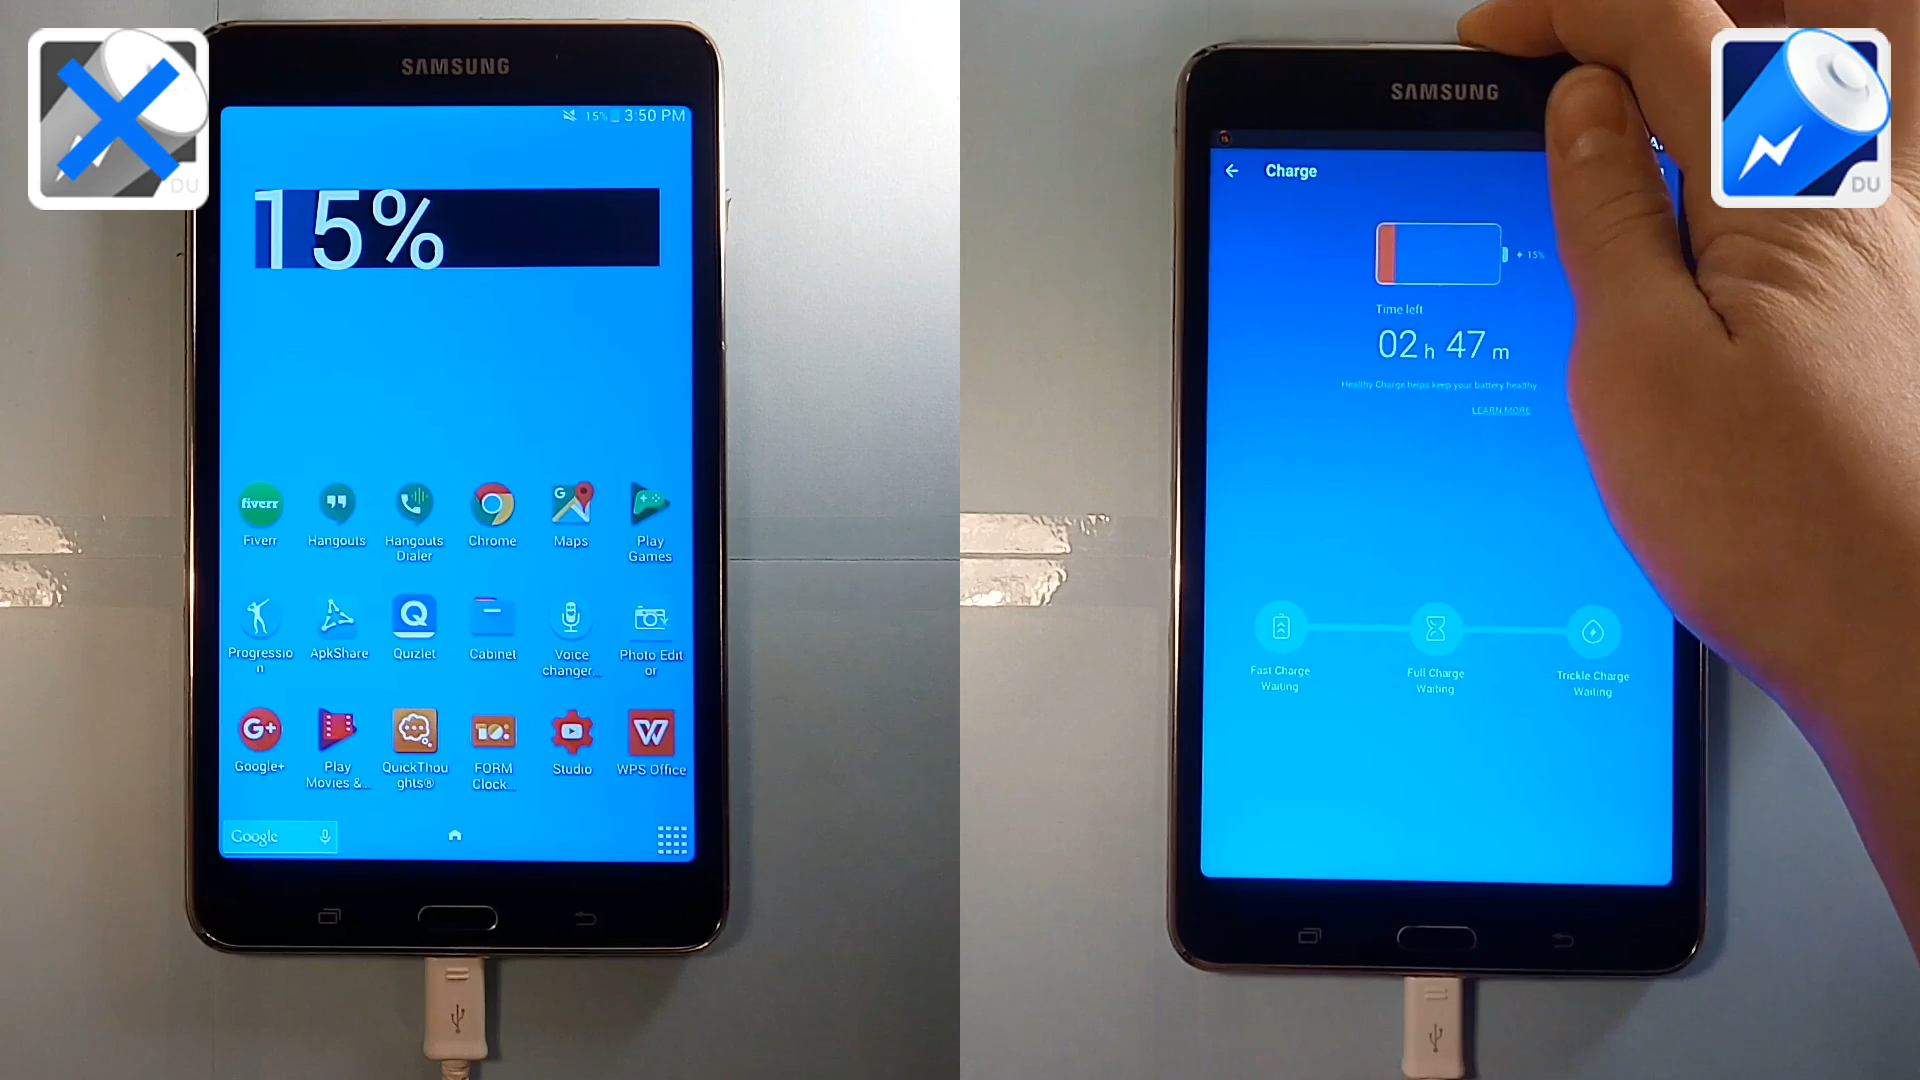 DU
SAMSUNG
15% 3:50 PM
15%
fiverr
Fiverr
Hangouts
Hangouts
Dialer
Chrome
G
Maps
Play
Games
Progressio
n
ApkShare
Q
Quizlet
Cabinet
Voice
changer...
Photo Edit
or
G+
Google+
Play
Movies &...
QuickThou
ghts®
10:
FORM
Clock...
Studio
W
WPS Office
Google
DU
SAMSUNG
15
Charge
15%
Time left
02 h 47 m
Healthy Charge helps keep your battery healthy
LEARN MORE
Fast Charge
Waiting
Full Charge
Waiting
Trickle Charge
Waiting